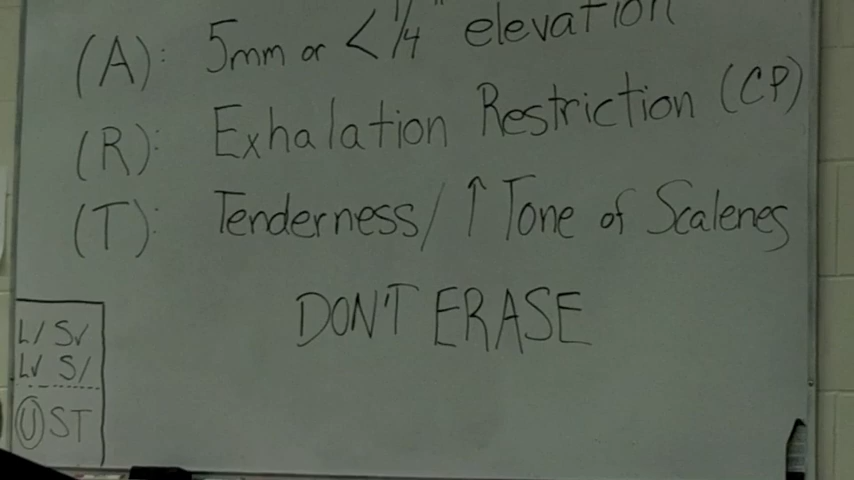 (A): 5mm or < 1/4" elevation
(R): Exhalation Restriction (CP)
(T): Tenderness/ ↑ Tone of Scalenes
DON'T ERASE
L/ S√
L√ S/
Ⓤ ST